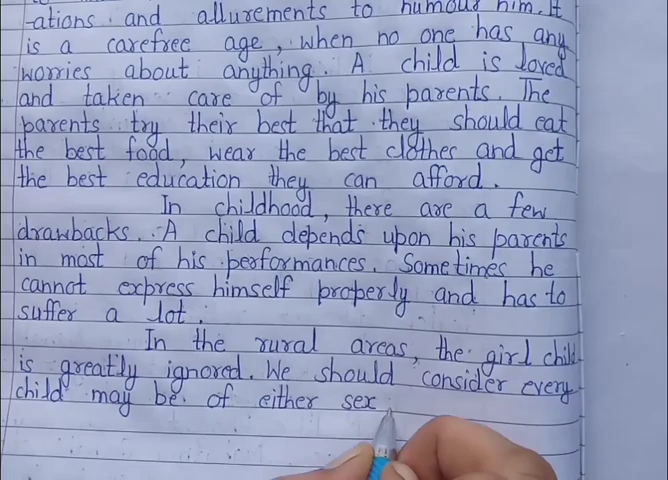 -ations and allurements to humour him. It
is a carefree age, when no one has any
worries about anything. A child is loved
and taken care of by his parents. The
parents try their best that they should eat
the best food, wear the best clothes and get
the best education they can afford.
In childhood, there are a few
drawbacks. A child depends upon his parents
in most of his performances. Sometimes he
cannot express himself properly and has to
suffer a lot.
In the rural areas, the girl child
is greatly ignored. We should consider every
child may be of either sex